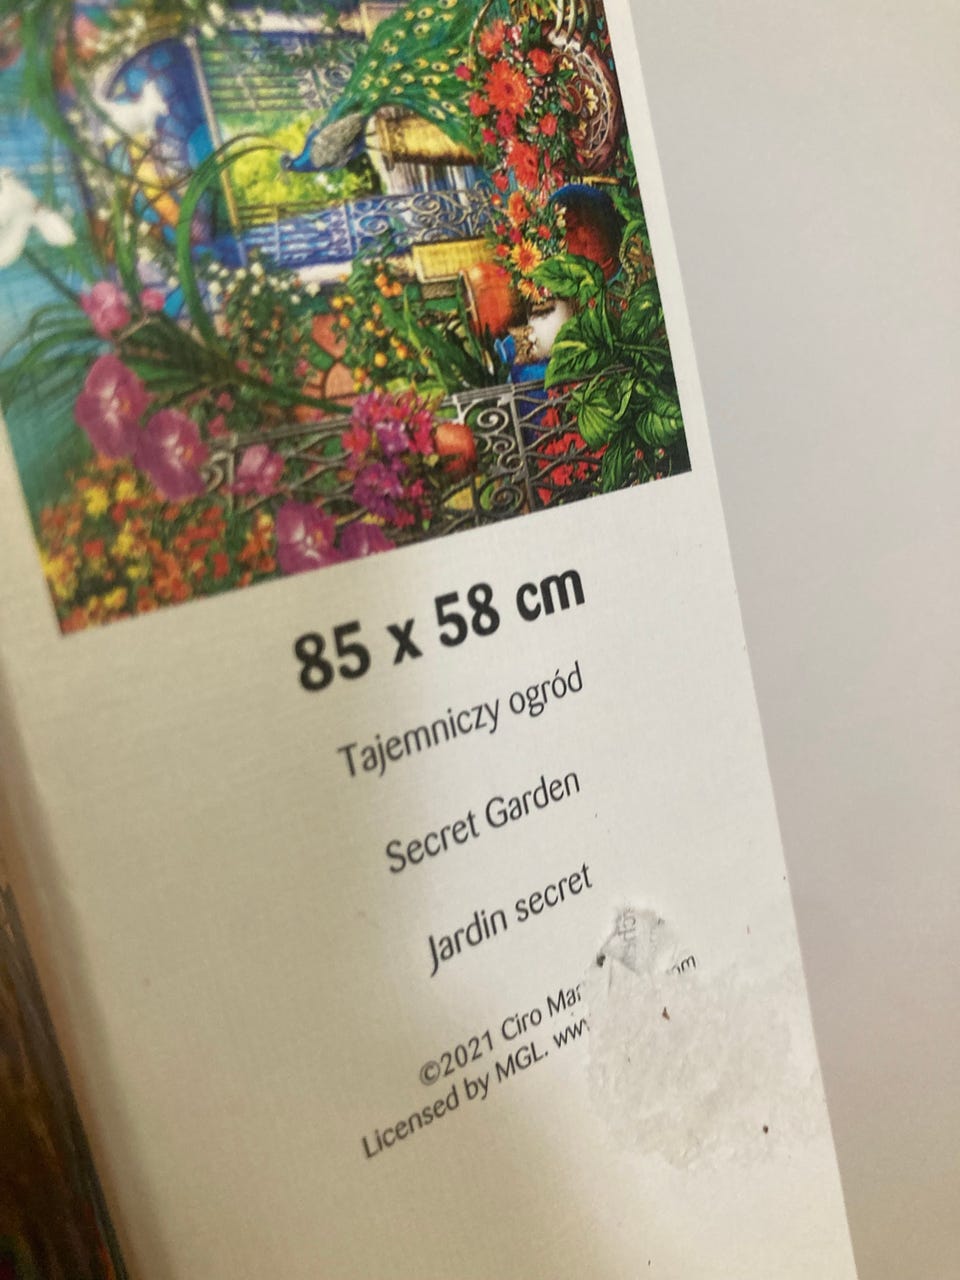 85 x 58 cm
Tajemniczy ogród
Secret Garden
Jardin secret
©2021 Ciro
Licensed by MGL.